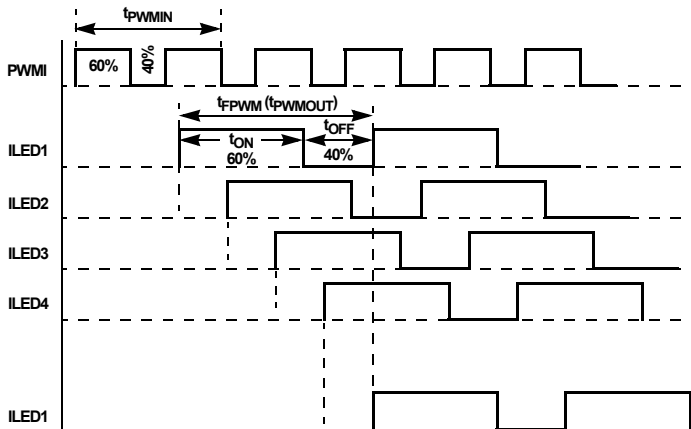 tPWMIN
60%
40%
PWMI
tFPWM (tPWMOUT)
tON
60%
tOFF
40%
ILED1
ILED2
ILED3
ILED4
ILED1